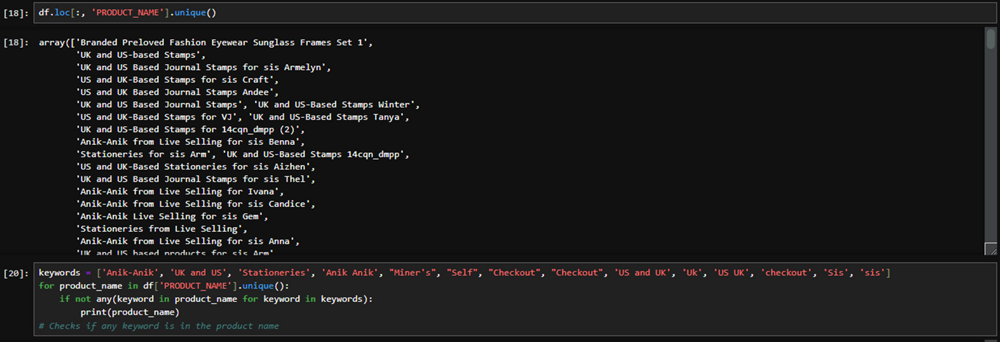 [18]: df.loc[:, 'PRODUCT_NAME'].unique()
[18]: array(['Branded Preloved Fashion Eyewear Sunglass Frames Set 1',
'UK and US-based Stamps',
'UK and US Based Journal Stamps for sis Armelyn',
'US and UK-Based Stamps for sis Craft',
'US and UK Based Journal Stamps Andee',
'UK and US Based Journal Stamps', 'UK and US-Based Stamps Winter',
'US and UK-Based Stamps for VJ', 'UK and US-Based Stamps Tanya',
'UK and US-Based Stamps for 14cqn_dmpp (2)',
'Anik-Anik from Live Selling for sis Benna',
'Stationeries for sis Arm', 'UK and US-Based Stamps 14cqn_dmpp',
'US and UK-Based Stationeries for sis Aizhen',
'UK and US Based Journal Stamps for sis Thel',
'Anik-Anik from Live Selling for Ivana',
'Anik-Anik from Live Selling for sis Candice',
'Anik-Anik Live Selling for sis Gem',
'Stationeries from Live Selling',
'Anik-Anik from Live Selling for sis Anna',
'UK and US based products for sis Arm'
[20]: keywords = ['Anik-Anik', 'UK and US', 'Stationeries', 'Anik Anik', "Miner's", "Self", "Checkout", "Checkout", 'US and UK', 'Uk', 'US UK', 'checkout', 'Sis', 'sis']
for product_name in df['PRODUCT_NAME'].unique():
if not any(keyword in product_name for keyword in keywords):
print(product_name)
# Checks if any keyword is in the product name